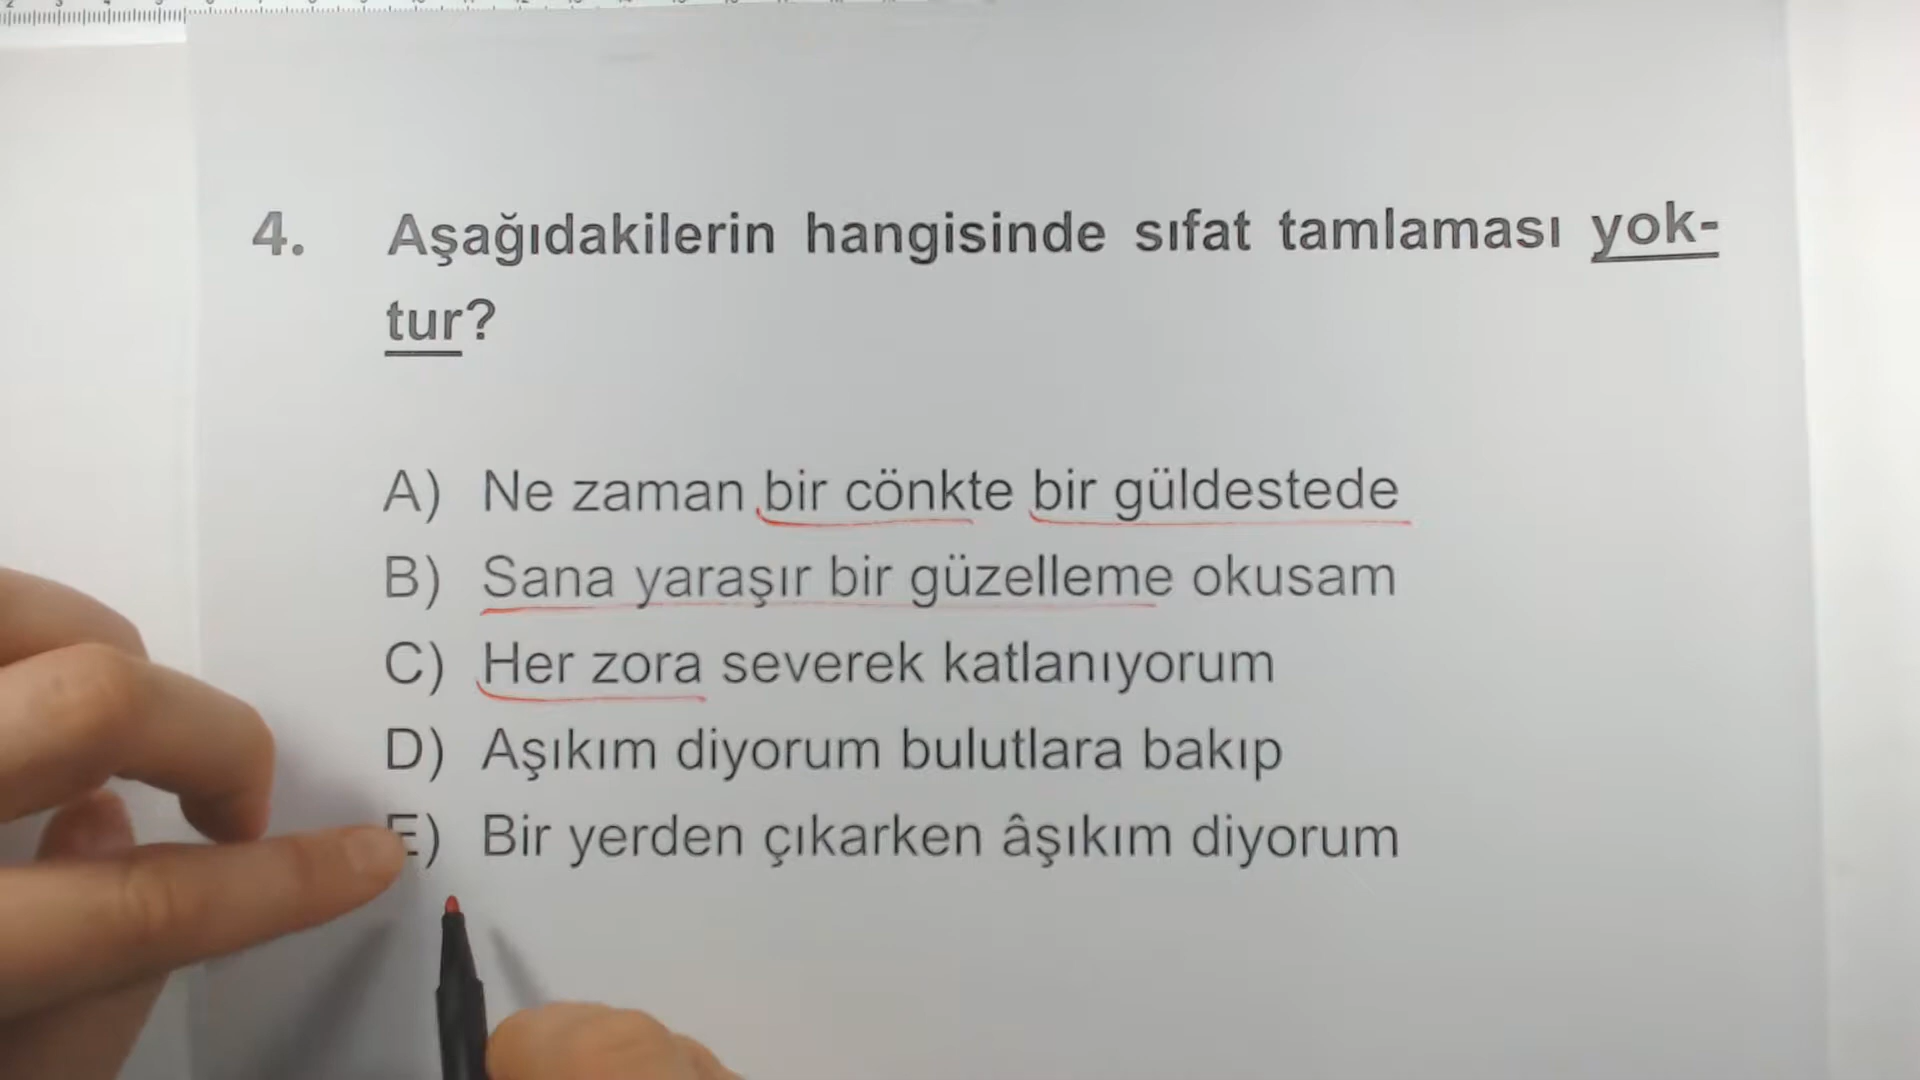 4. Aşağıdakilerin hangisinde sıfat tamlaması yok-
tur?
A) Ne zaman bir cönkte bir güldestede
B) Sana yaraşır bir güzelleme okusam
C) Her zora severek katlanıyorum
D) Aşıkım diyorum bulutlara bakıp
E) Bir yerden çıkarken âşıkım diyorum